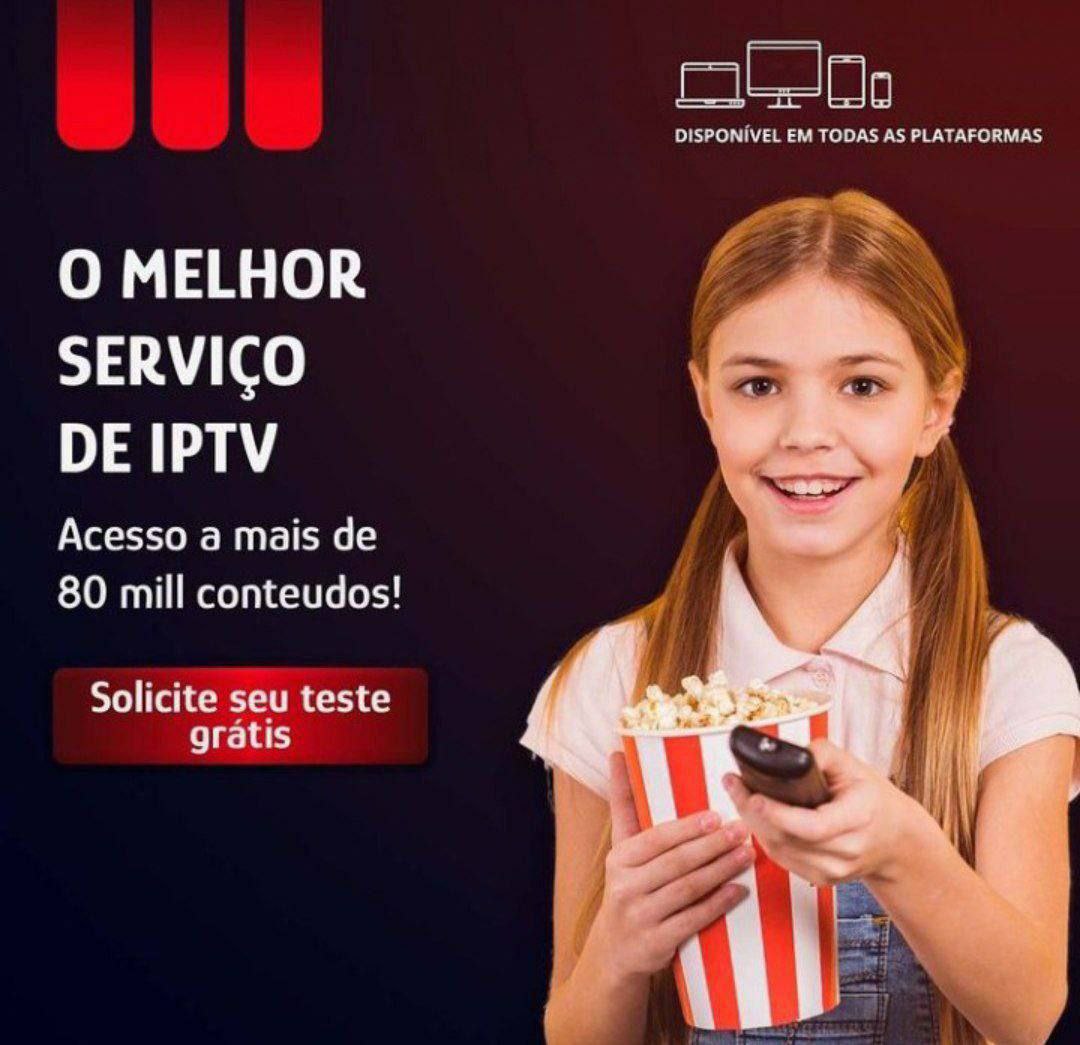 DISPONÍVEL EM TODAS AS PLATAFORMAS
O MELHOR
SERVIÇO
DE IPTV
Acesso a mais de
80 mill conteudos!
Solicite seu teste
grátis